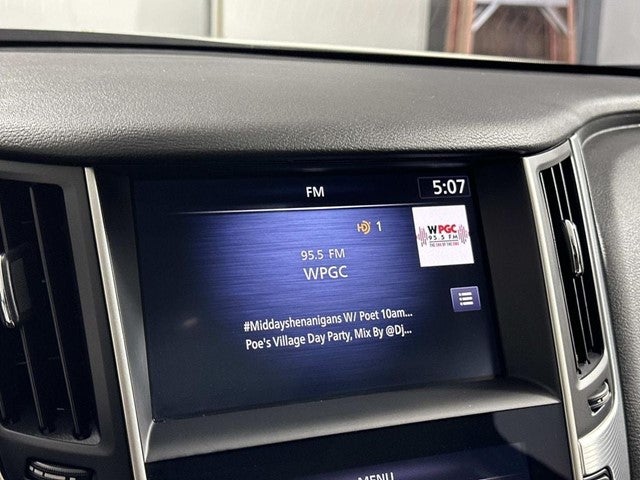 FM
5:07
HD 1
WPGC
95.5 FM
95.5 FM
WPGC
#Middayshenanigans W/ Poet 10am...
Poe's Village Day Party, Mix By @Dj...
MENU